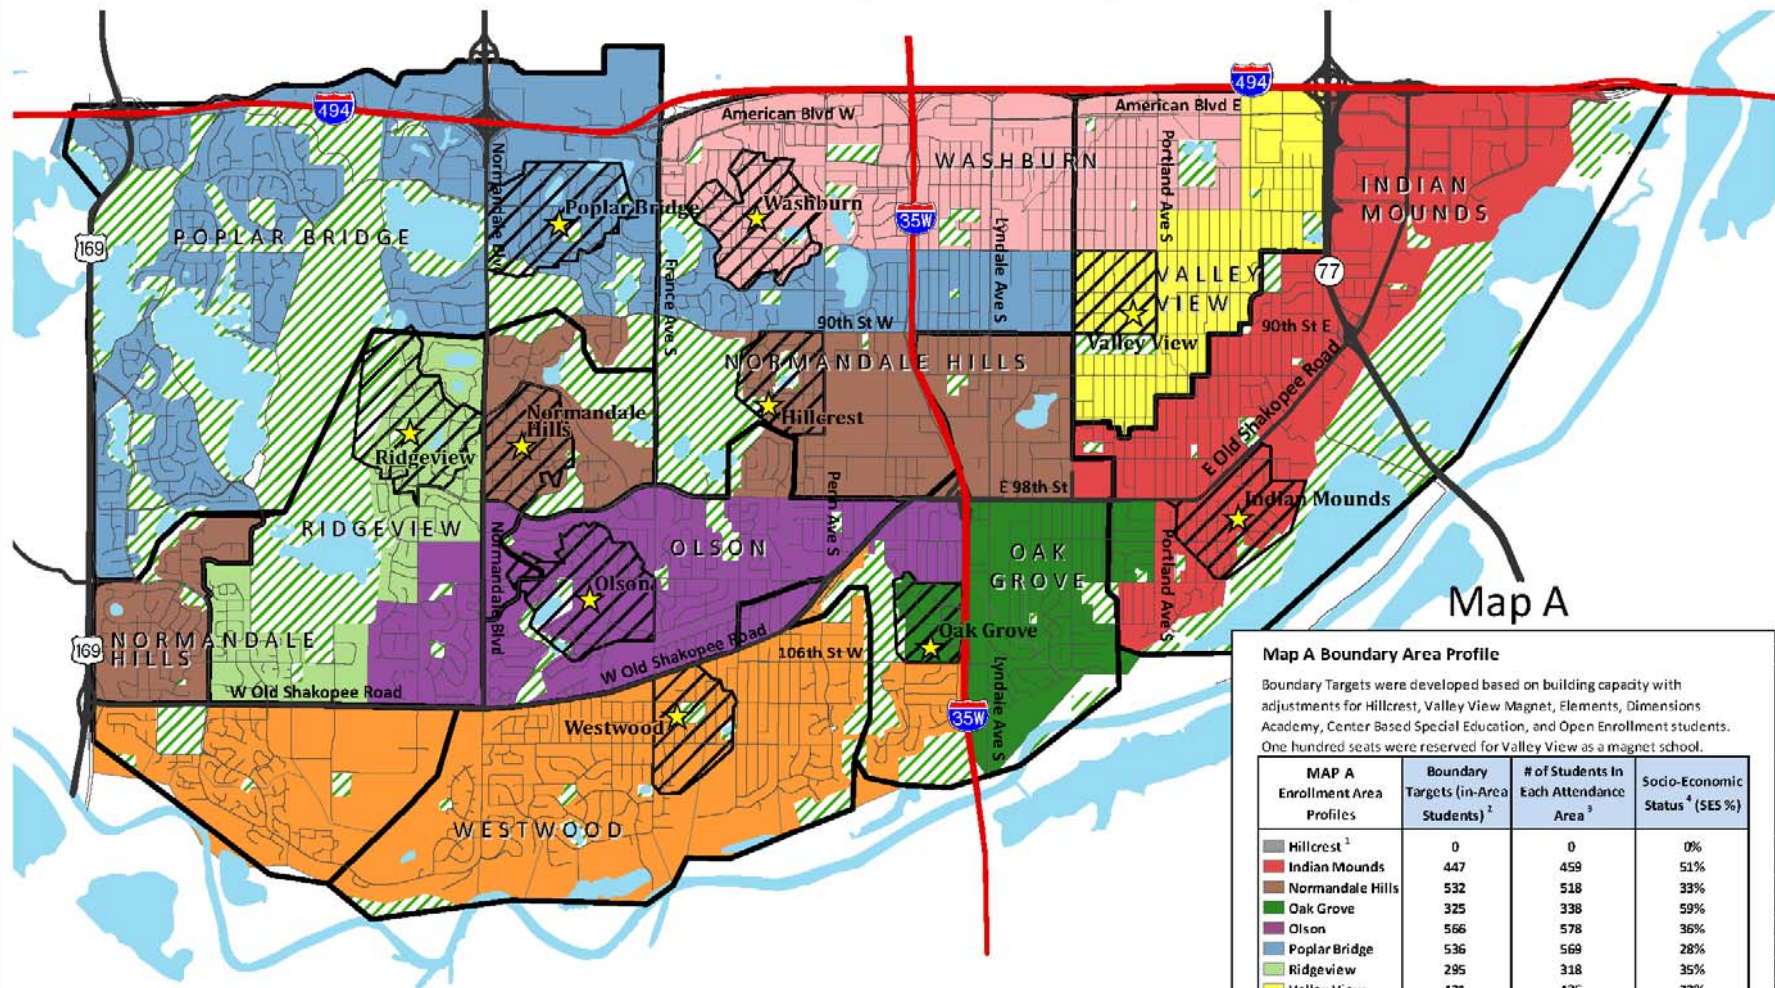 494
494
American Blvd W
American Blvd E
WASHBURN
Portland Ave S
INDIAN
MOUNDS
Normandale Blvd
Poplar Bridge
Washburn
35W
Lyndale Ave S
169
POPLAR BRIDGE
France Ave S
77
VALLEY
VIEW
90th St W
90th St E
Valley View
NORMANDALE HILLS
E Old Shakopee Road
Normandale
Hills
Hillcrest
Ridgeview
Penn Ave S
E 98th St
Indian Mounds
RIDGEVIEW
Normandale Blvd
OLSON
OAK
GROVE
Portland Ave S
Olson
Map A
Oak Grove
NORMANDALE
HILLS
169
W Old Shakopee Road
106th St W
W Old Shakopee Road
Lyndale Ave S
35W
Westwood
WESTWOOD
Map A Boundary Area Profile
Boundary Targets were developed based on building capacity with
adjustments for Hillcrest, Valley View Magnet, Elements, Dimensions
Academy, Center Based Special Education, and Open Enrollment students.
One hundred seats were reserved for Valley View as a magnet school.
MAP A Enrollment Area Profiles Boundary Targets (in-Area Students) 2 # of Students In Each Attendance Area 3 Socio-Economic Status 4 (SES %)
Hillcrest 1 0 0 0%
Indian Mounds 447 459 51%
Normandale Hills 532 518 33%
Oak Grove 325 338 59%
Olson 566 578 36%
Poplar Bridge 536 569 28%
Ridgeview 295 318 35%
Valley View